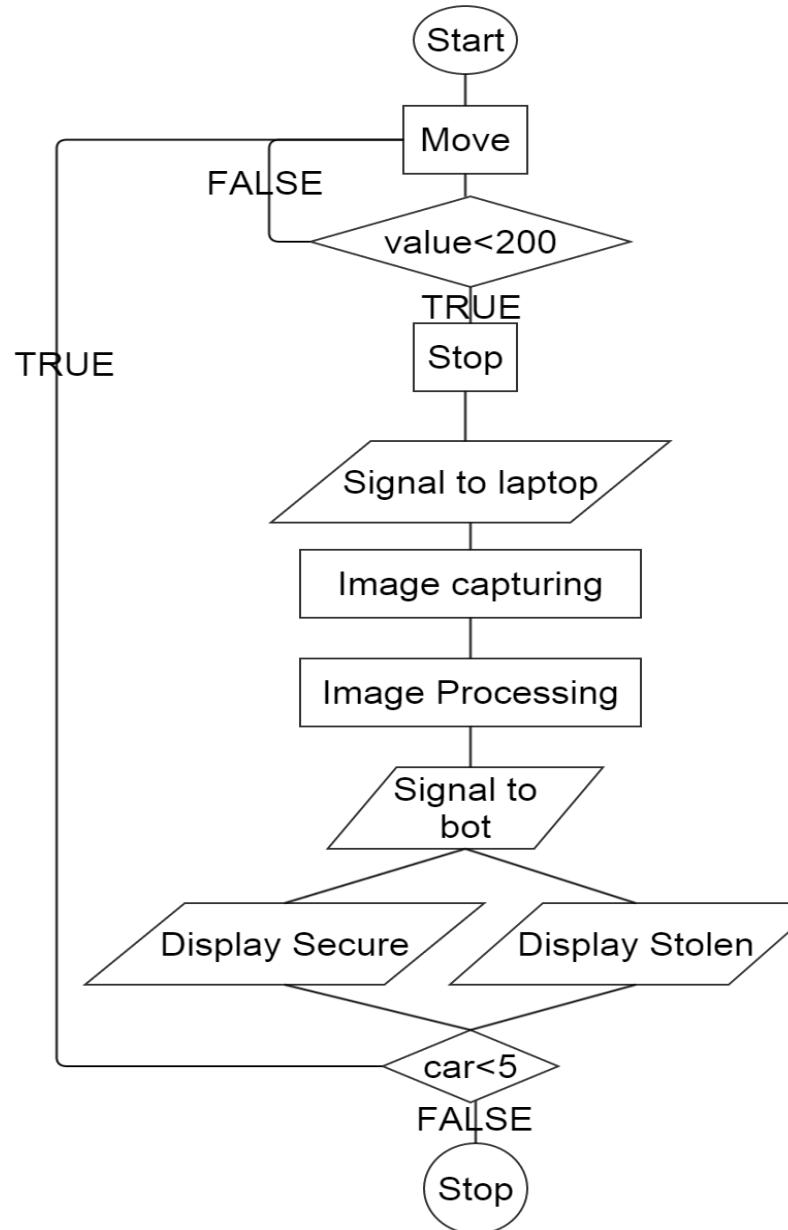 Start
Move
FALSE
value<200
TRUE
Stop
TRUE
Signal to laptop
Image capturing
Image Processing
Signal to
bot
Display Secure
Display Stolen
car<5
FALSE
Stop